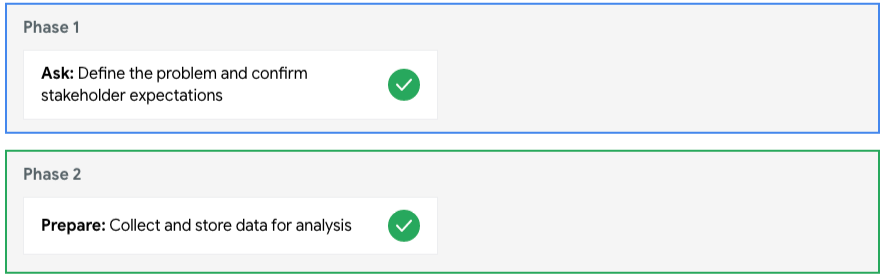 Phase 1
Ask: Define the problem and confirm
stakeholder expectations
Phase 2
Prepare: Collect and store data for analysis